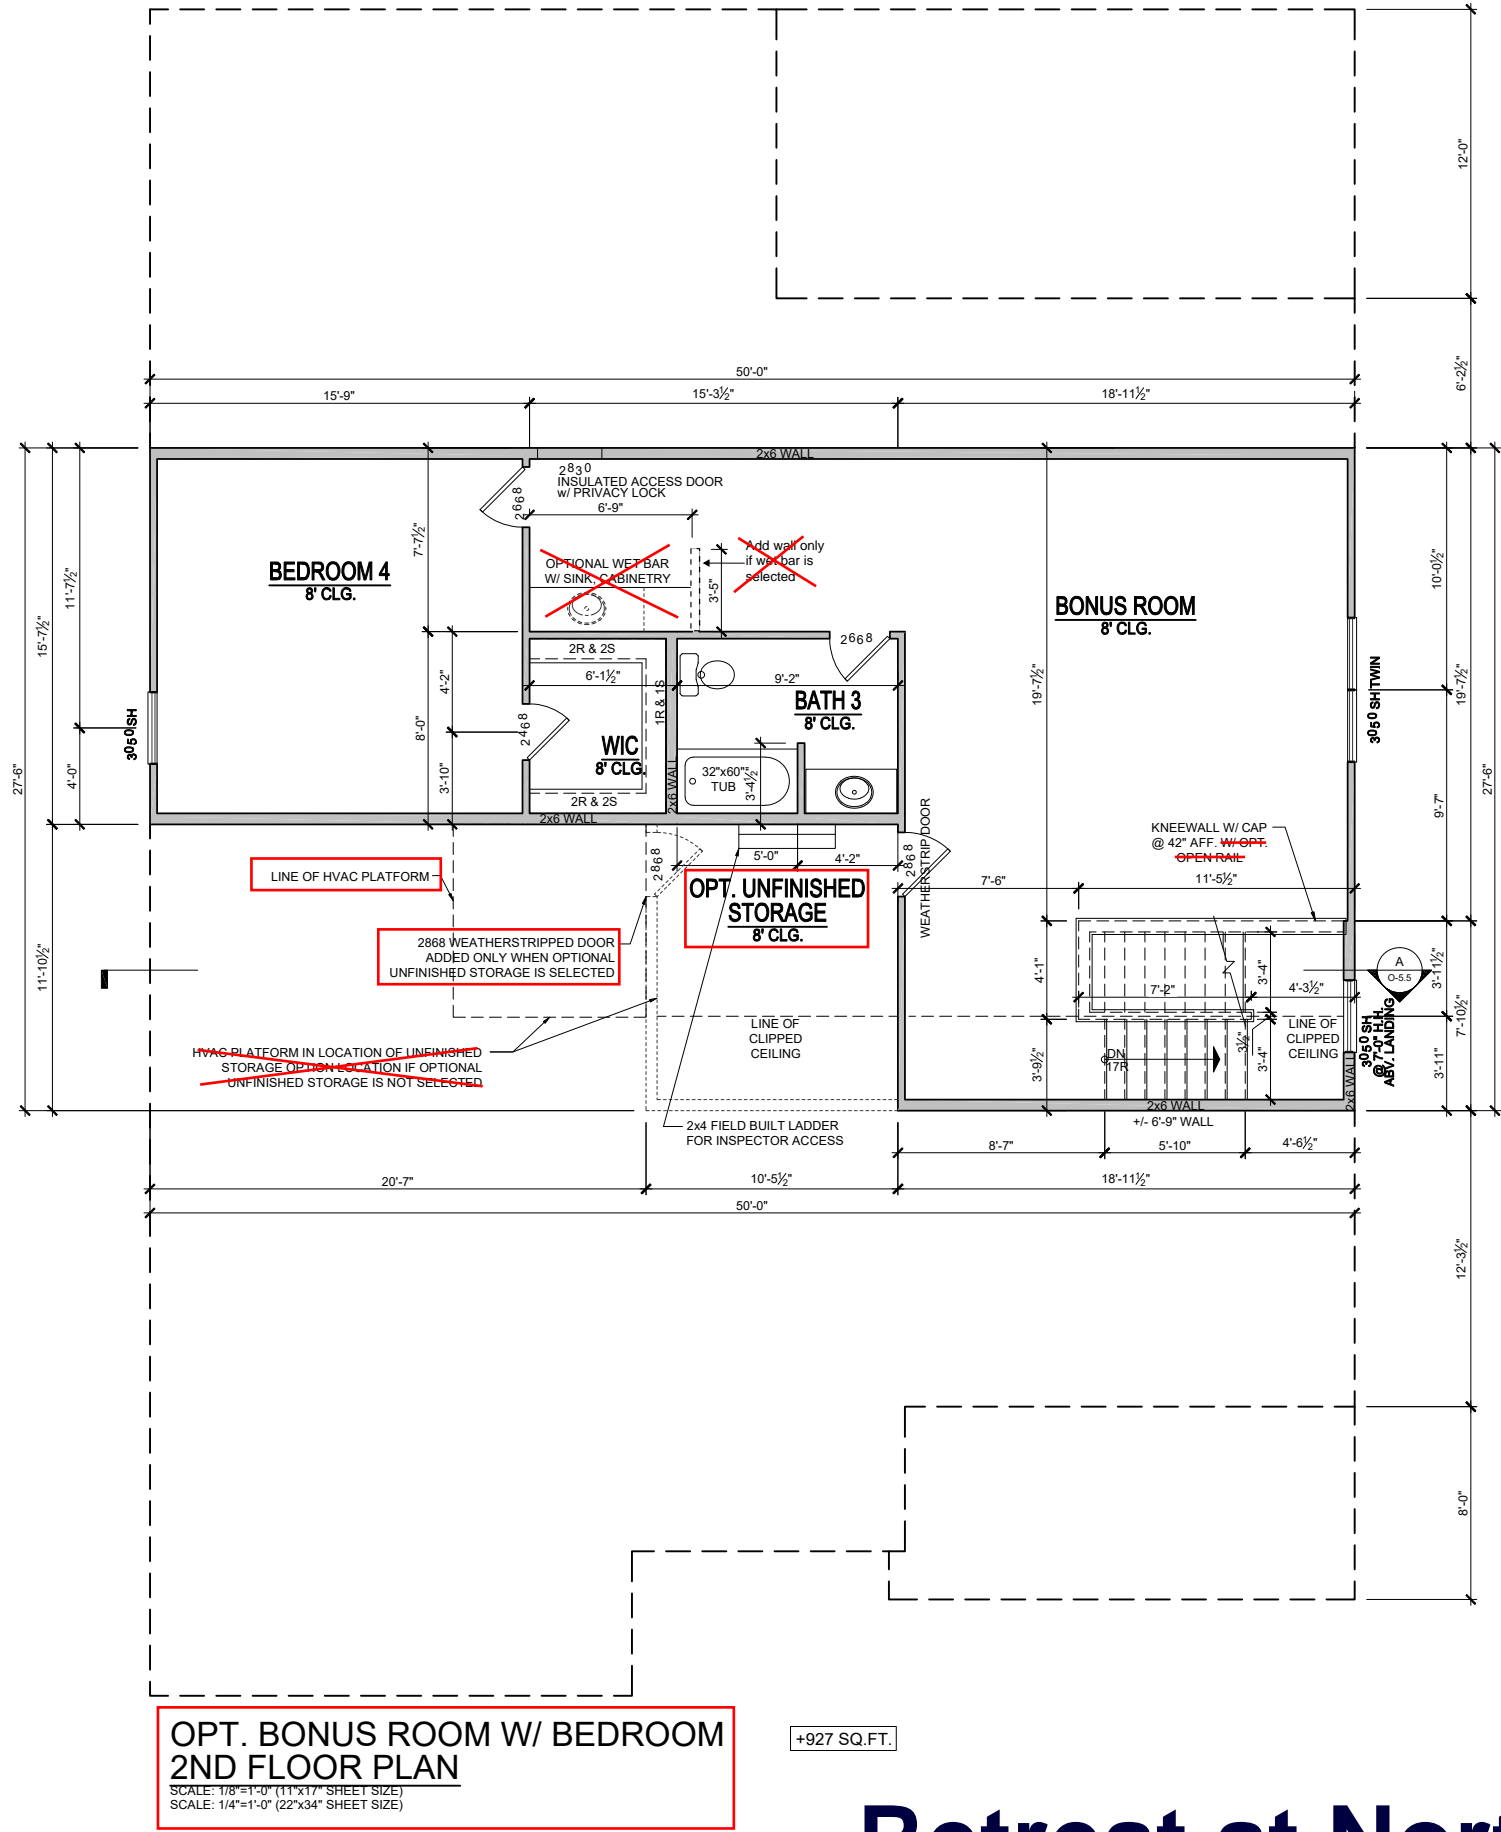 12'-0"
6'-2½"
50'-0"
15'-9"
15'-3½"
18'-11½"
2x6 WALL
2830
INSULATED ACCESS DOOR
w/ PRIVACY LOCK
6'-9"
2668
7'-7½"
BEDROOM 4
8' CLG.
OPTIONAL WET BAR
W/ SINK, CABINETRY
Add wall only
if wet bar is
selected
3'-5"
BONUS ROOM
8' CLG.
10'-0½"
11'-7½"
15'-7½"
27'-6"
4'-0"
3050 SH
2R & 2S
6'-1½"
1R & 1S
4'-2"
8'-0"
3'-10"
2468
WIC
8' CLG.
2R & 2S
2x6 WALL
2x6 WALL
2668
9'-2"
BATH 3
8' CLG.
32"x60"
TUB
3'-4½"
19'-7½"
3050 SH TWIN
19'-7½"
27'-6"
9'-7"
LINE OF HVAC PLATFORM
2868
5'-0"
4'-2"
2868
WEATHERSTRIP DOOR
OPT. UNFINISHED
STORAGE
8' CLG.
2868 WEATHERSTRIPPED DOOR
ADDED ONLY WHEN OPTIONAL
UNFINISHED STORAGE IS SELECTED
KNEEWALL W/ CAP
@ 42" AFF. W/ OPT.
OPEN RAIL
7'-6"
11'-5½"
11'-10½"
4'-1"
7'-2"
3'-4"
4'-3½"
A
O-5.5
3'-11½"
7'-10½"
3'-11"
3050 SH
@ 7'-0" H.H.
ABV. LANDING
HVAC PLATFORM IN LOCATION OF UNFINISHED
STORAGE OPTION LOCATION IF OPTIONAL
UNFINISHED STORAGE IS NOT SELECTED
LINE OF
CLIPPED
CEILING
LINE OF
CLIPPED
CEILING
3'-9½"
DN
17R
3½"
3'-4"
2x6 WALL
2x6 WALL
+/- 6'-9" WALL
2x4 FIELD BUILT LADDER
FOR INSPECTOR ACCESS
8'-7"
5'-10"
4'-6½"
20'-7"
10'-5½"
18'-11½"
50'-0"
12'-3½"
8'-0"
OPT. BONUS ROOM W/ BEDROOM
2ND FLOOR PLAN
SCALE: 1/8"=1'-0" (11"x17" SHEET SIZE)
SCALE: 1/4"=1'-0" (22"x34" SHEET SIZE)
+927 SQ.FT.
Retreat at Nort